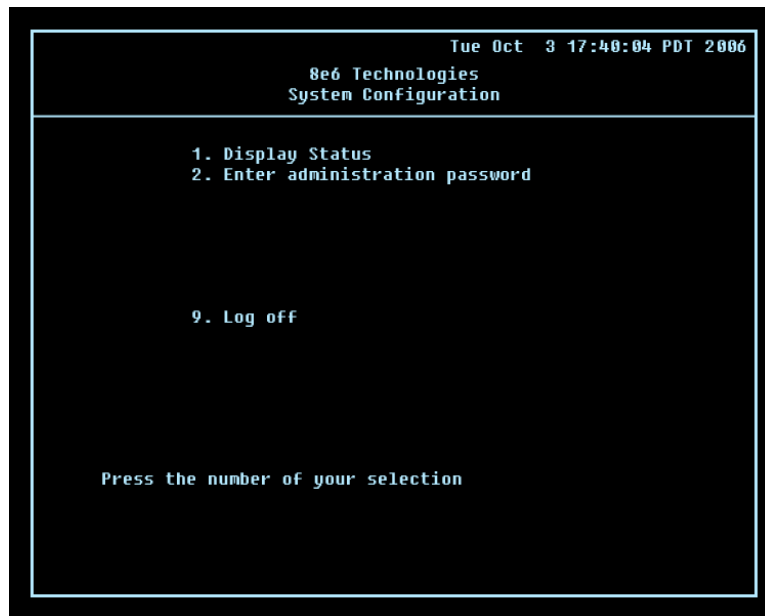 Tue Oct  3 17:40:04 PDT 2006
8e6 Technologies
System Configuration
1. Display Status
2. Enter administration password
9. Log off
Press the number of your selection